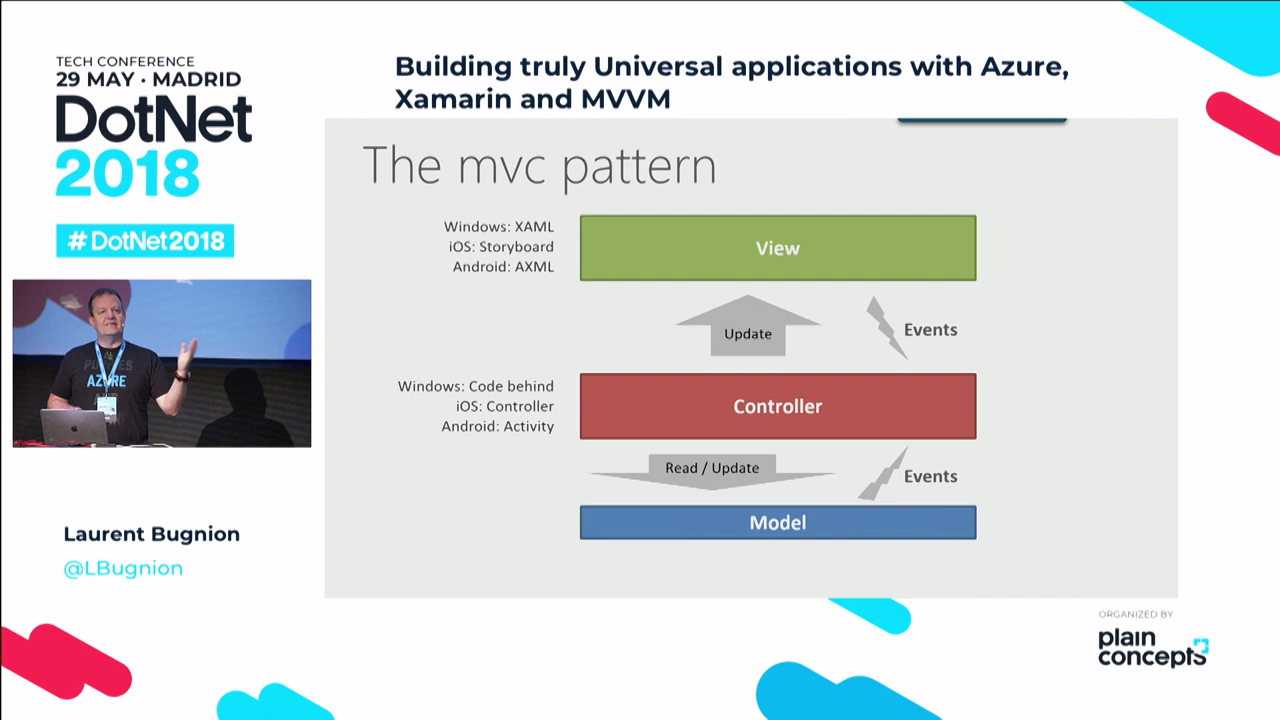 TECH CONFERENCE
29 MAY · MADRID
DotNet
2018
#DotNet2018
Building truly Universal applications with Azure,
Xamarin and MVVM
The mvc pattern
Windows: XAML
iOS: Storyboard
Android: AXML
View
Update
Events
Windows: Code behind
iOS: Controller
Android: Activity
Controller
Read / Update
Events
Model
AZURE
Laurent Bugnion
@LBugnion
ORGANIZED BY
plain
concepts